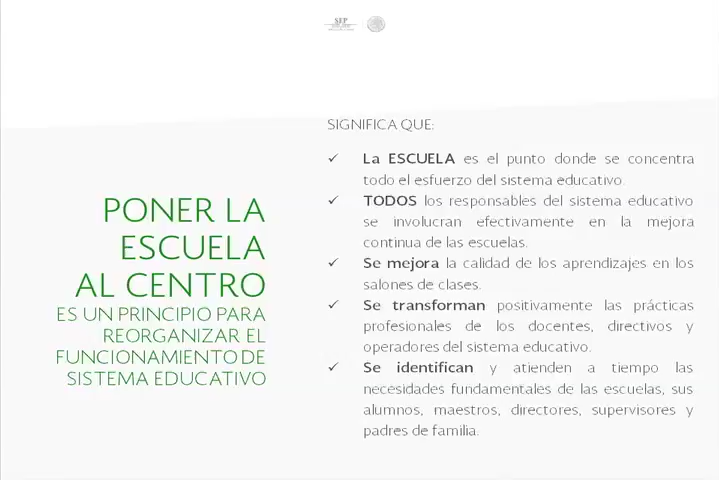 SEP
PONER LA
ESCUELA
AL CENTRO
ES UN PRINCIPIO PARA
REORGANIZAR EL
FUNCIONAMIENTO DE
SISTEMA EDUCATIVO
SIGNIFICA QUE:
✓ La ESCUELA es el punto donde se concentra
todo el esfuerzo del sistema educativo.
✓ TODOS los responsables del sistema educativo
se involucran efectivamente en la mejora
continua de las escuelas.
✓ Se mejora la calidad de los aprendizajes en los
salones de clases.
✓ Se transforman positivamente las prácticas
profesionales de los docentes, directivos y
operadores del sistema educativo.
✓ Se identifican y atienden a tiempo las
necesidades fundamentales de las escuelas, sus
alumnos, maestros, directores, supervisores y
padres de familia.